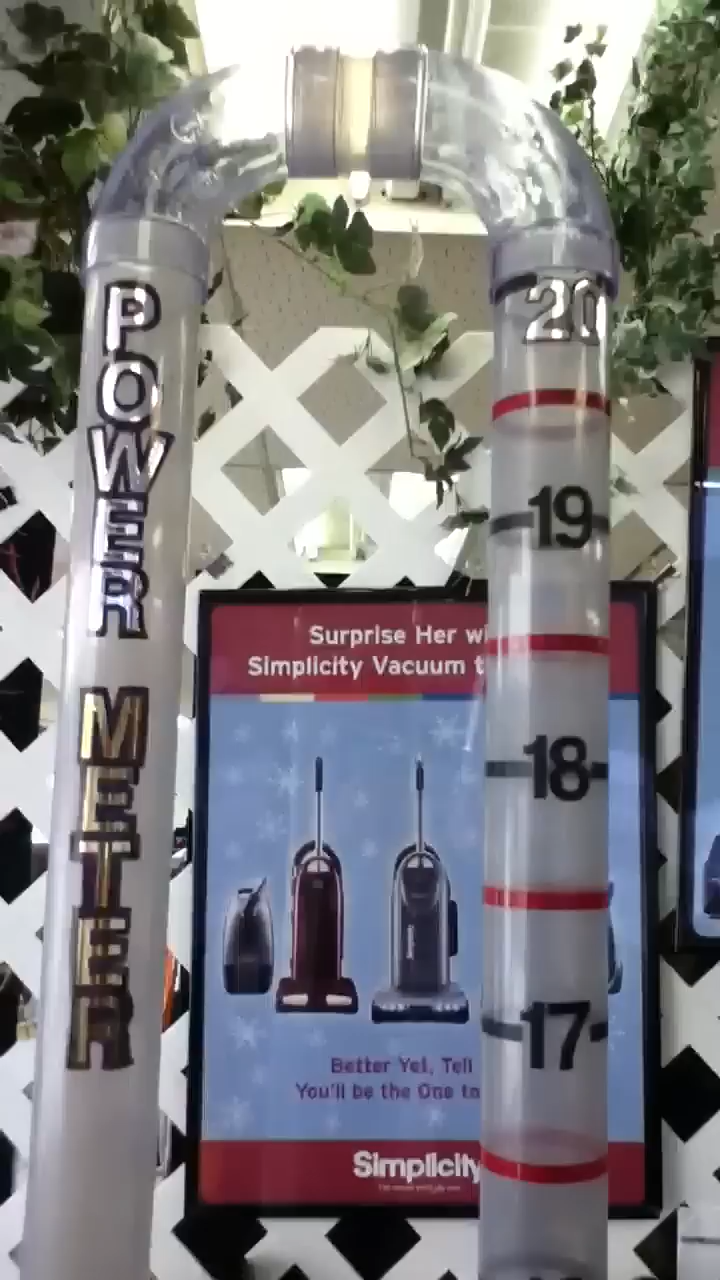 POWER
METER
20
19
18
17
Surprise Her wi
Simplicity Vacuum t
Better Yet, Tell
You'll be the One to
Simplicity